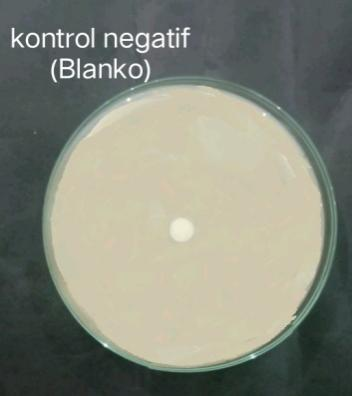 kontrol negatif
(Blanko)